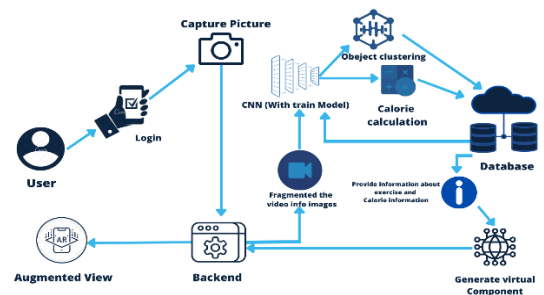 Capture Picture
Obeject clustering
CNN (With train Model)
Calorie
calculation
Login
User
Database
Fragmented the
video info images
Provide information about
exercise and
Calorie information
AR
Augmented View
Backend
Generate virtual
Component